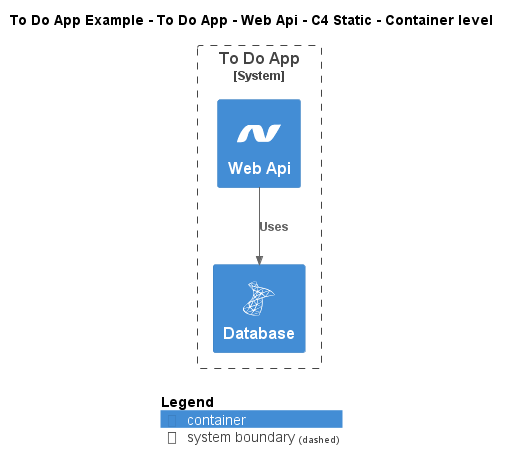 To Do App Example - To Do App - Web Api - C4 Static - Container level
To Do App
[System]
Web Api
Uses
Database
Legend
container
system boundary (dashed)